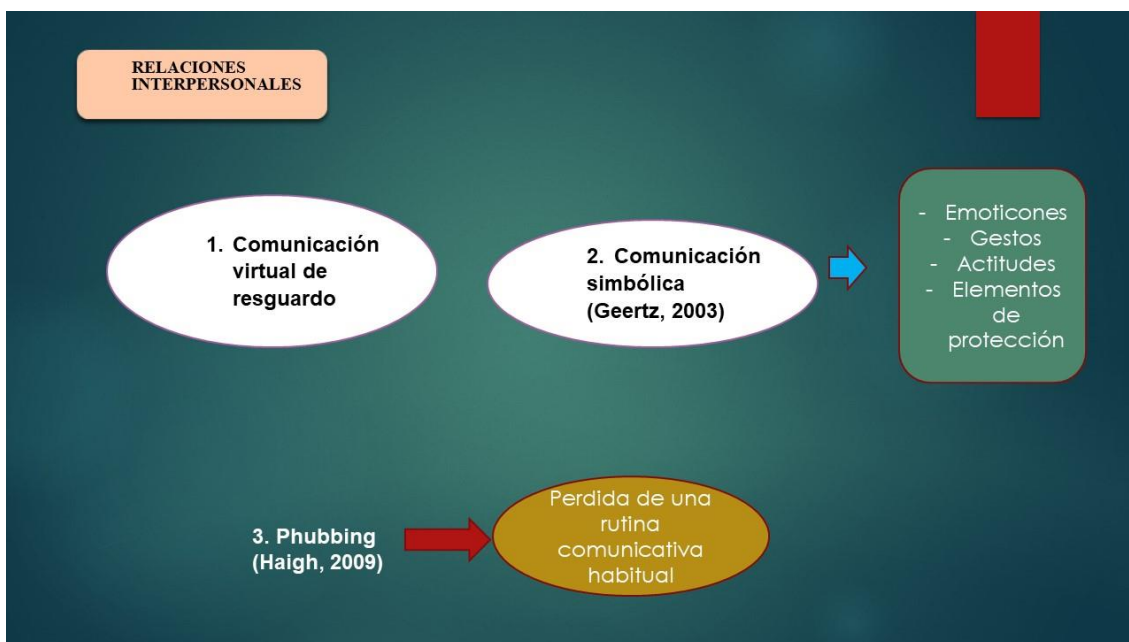 RELACIONES
INTERPERSONALES
1. Comunicación
virtual de
resguardo
2. Comunicación
simbólica
(Geertz, 2003)
- Emoticones
- Gestos
- Actitudes
- Elementos
de
protección
3. Phubbing
(Haigh, 2009)
Perdida de una
rutina
comunicativa
habitual